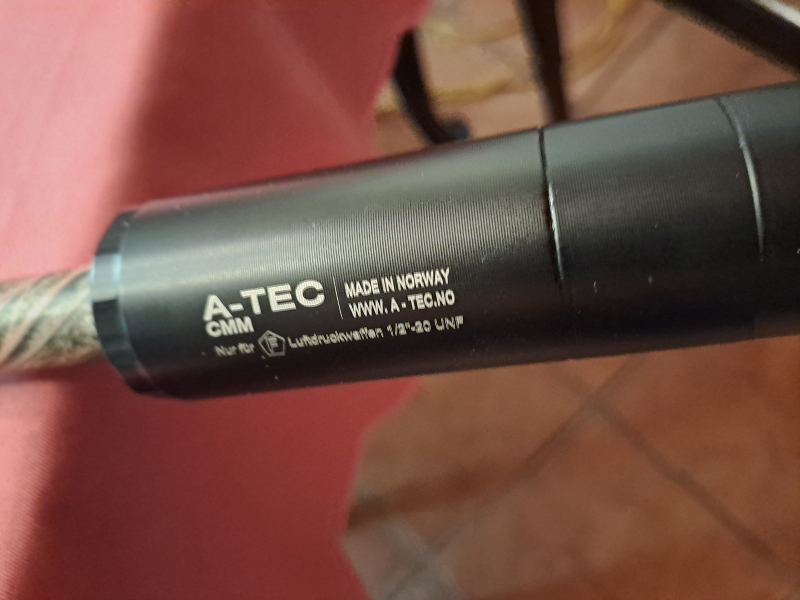 A-TEC
CMM
MADE IN NORWAY
WWW.A-TEC.NO
Nur für F Luftdruckwaffen 1/2"-20 UNF